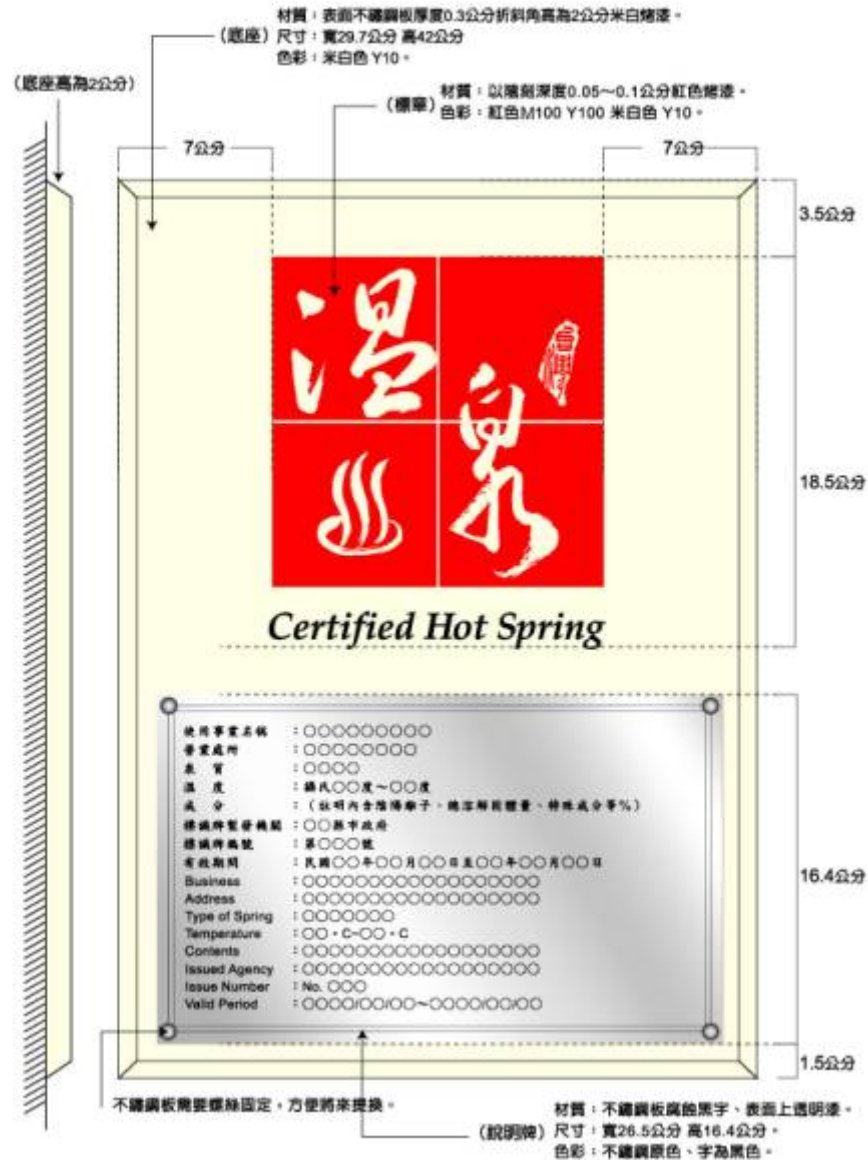 材質：表面不鏽鋼板厚度0.3公分折斜角高為2公分米白烤漆。
（底座）尺寸：寬29.7公分 高42公分
色彩：米白色 Y10。
（底座高為2公分）
材質：以陰刻深度0.05～0.1公分紅色烤漆。
（標章）色彩：紅色M100 Y100 米白色 Y10。
7公分
7公分
3.5公分
溫泉
18.5公分
Certified Hot Spring
使用事業名稱：○○○○○○○○○
營業處所：○○○○○○○○
泉 質：○○○○
溫 度：攝氏○○度～○○度
成 分：（註明內含陰陽離子、總溶解固體量、特殊成分等%）
標識牌製發機關：○○縣市政府
標識牌編號：第○○○號
有效期間：民國○○年○○月○○日至○○年○○月○○日
Business：○○○○○○○○○○○○○○○○○○
Address：○○○○○○○○○○○○○○○○○○
Type of Spring：○○○○○○○
Temperature：○○・C~○○・C
Contents：○○○○○○○○○○○○○○○○○○
Issued Agency：○○○○○○○○○○○○○○○○○○
Issue Number：No. ○○○
Valid Period：○○○○/○○/○○～○○○○/○○/○○
16.4公分
1.5公分
不鏽鋼板需要螺絲固定，方便將來更換。
材質：不鏽鋼板腐蝕黑字、表面上透明漆。
（說明牌）尺寸：寬26.5公分 高16.4公分。
色彩：不鏽鋼原色、字為黑色。